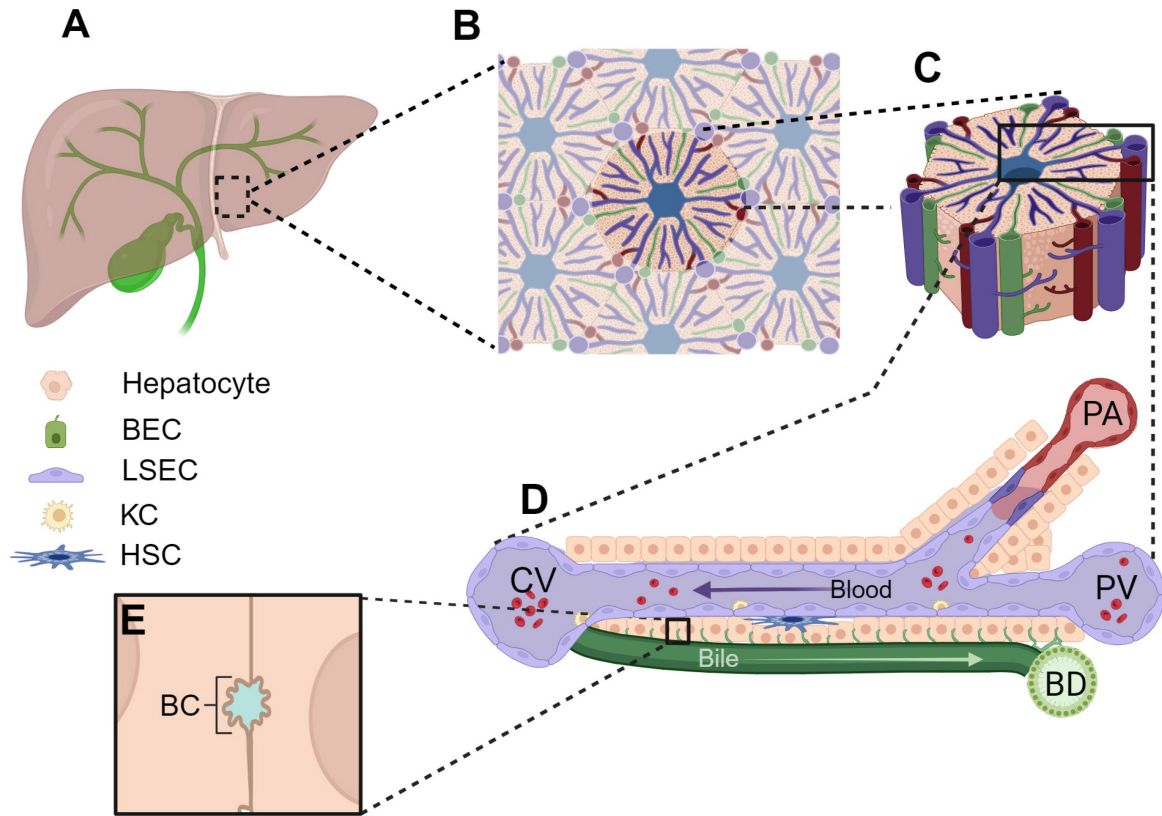 A
B
C
Hepatocyte
BEC
LSEC
KC
HSC
D
PA
CV
Blood
PV
Bile
BD
E
BC